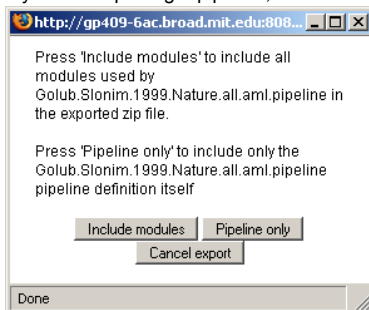 http://gp409-6ac.broad.mit.edu:808...
Press 'Include modules' to include all
modules used by
Golub.Slonim.1999.Nature.all.aml.pipeline in
the exported zip file.
Press 'Pipeline only' to include only the
Golub.Slonim.1999.Nature.all.aml.pipeline
pipeline definition itself
Include modules Pipeline only
Cancel export
Done